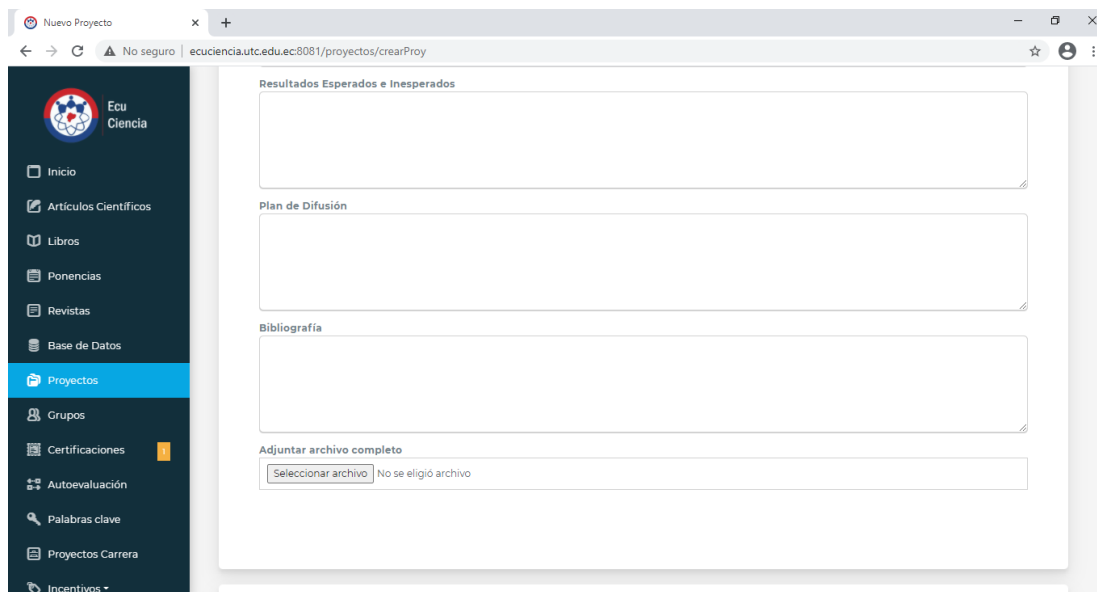 Nuevo Proyecto
No seguro | ecuciencia.utc.edu.ec:8081/proyectos/crearProy
Ecu
Ciencia
Inicio
Artículos Científicos
Libros
Ponencias
Revistas
Base de Datos
Proyectos
Grupos
Certificaciones
Autoevaluación
Palabras clave
Proyectos Carrera
Incentivos
Resultados Esperados e Inesperados
Plan de Difusión
Bibliografía
Adjuntar archivo completo
Seleccionar archivo No se eligió archivo